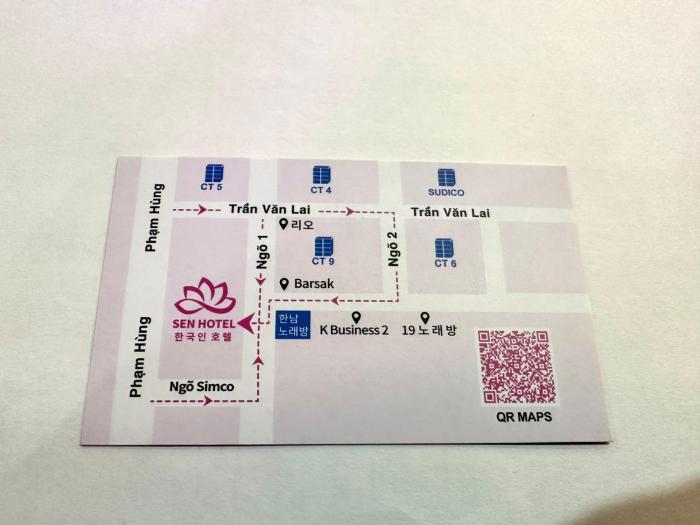 CT 5
CT 4
SUDICO
Phạm Hùng
Trần Văn Lai
Trần Văn Lai
리오
Ngõ 1
CT 9
Ngõ 2
CT 6
Barsak
SEN HOTEL
한국인 호텔
한남
노래방
K Business 2
19 노래방
Phạm Hùng
Ngõ Simco
QR MAPS